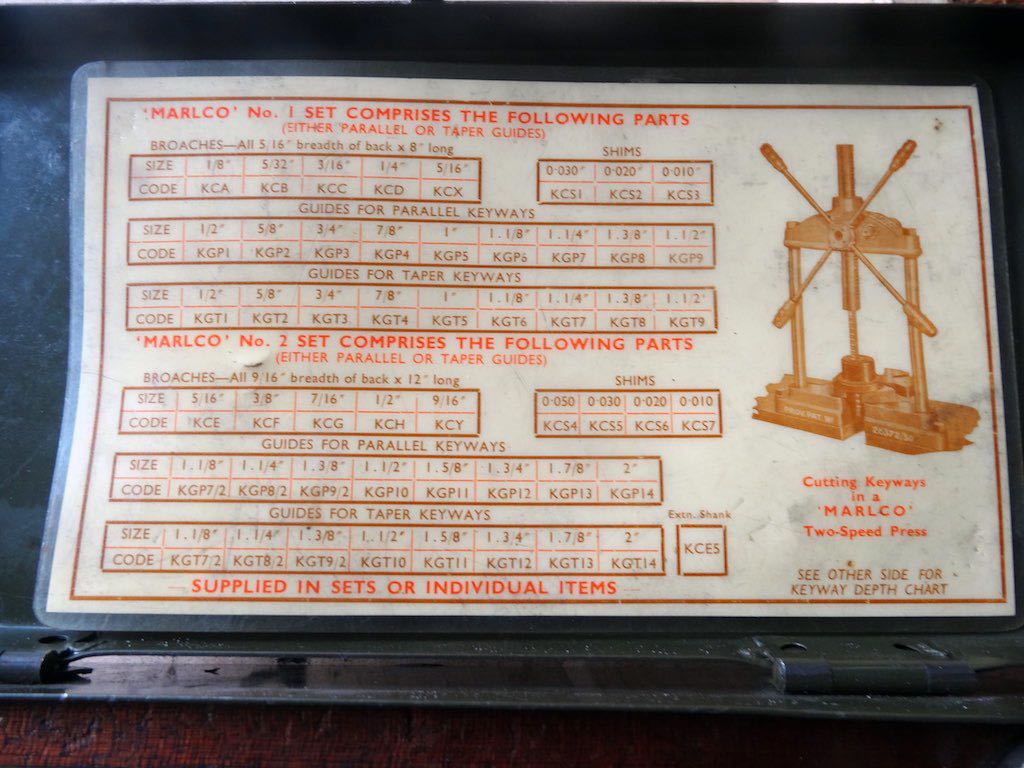 'MARLCO' No. 1 SET COMPRISES THE FOLLOWING PARTS
(EITHER PARALLEL OR TAPER GUIDES)
BROACHES—All 5/16" breadth of back x 8" long
SIZE 1/8" 5/32" 3/16" 1/4" 5/16"
CODE KCA KCB KCC KCD KCX
SHIMS
0·030" 0·020" 0·010"
KCS1 KCS2 KCS3
GUIDES FOR PARALLEL KEYWAYS
SIZE 1/2" 5/8" 3/4" 7/8" 1" 1.1/8" 1.1/4" 1.3/8" 1.1/2"
CODE KGP1 KGP2 KGP3 KGP4 KGP5 KGP6 KGP7 KGP8 KGP9
GUIDES FOR TAPER KEYWAYS
SIZE 1/2" 5/8" 3/4" 7/8" 1" 1.1/8" 1.1/4" 1.3/8" 1.1/2"
CODE KGT1 KGT2 KGT3 KGT4 KGT5 KGT6 KGT7 KGT8 KGT9
'MARLCO' No. 2 SET COMPRISES THE FOLLOWING PARTS
(EITHER PARALLEL OR TAPER GUIDES)
BROACHES—All 9/16" breadth of back x 12" long
SIZE 5/16" 3/8" 7/16" 1/2" 9/16"
CODE KCE KCF KCG KCH KCY
SHIMS
0·050 0·030 0·020 0·010
KCS4 KCS5 KCS6 KCS7
GUIDES FOR PARALLEL KEYWAYS
SIZE 1.1/8" 1.1/4" 1.3/8" 1.1/2" 1.5/8" 1.3/4" 1.7/8" 2"
CODE KGP7/2 KGP8/2 KGP9/2 KGP10 KGP11 KGP12 KGP13 KGP14
GUIDES FOR TAPER KEYWAYS
SIZE 1.1/8" 1.1/4" 1.3/8" 1.1/2" 1.5/8" 1.3/4" 1.7/8" 2"
CODE KGT7/2 KGT8/2 KGT9/2 KGT10 KGT11 KGT12 KGT13 KGT14
Extn. Shank
KCE5
SUPPLIED IN SETS OR INDIVIDUAL ITEMS
PROV. PAT. No.
Cutting Keyways
in a
'MARLCO'
Two-Speed Press
SEE OTHER SIDE FOR
KEYWAY DEPTH CHART